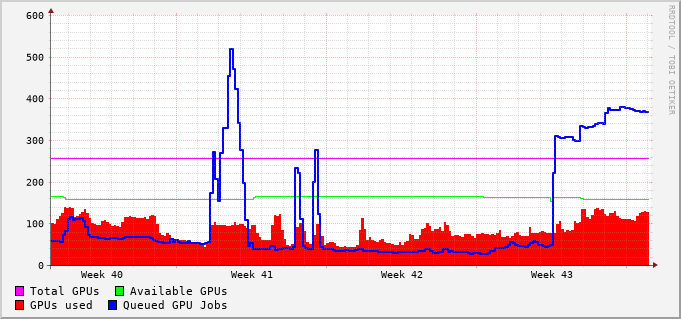 600
500
400
300
200
100
0
Week 40 Week 41 Week 42 Week 43
Total GPUs Available GPUs
GPUs used Queued GPU Jobs
RRDTOOL / TOBI OETIKER